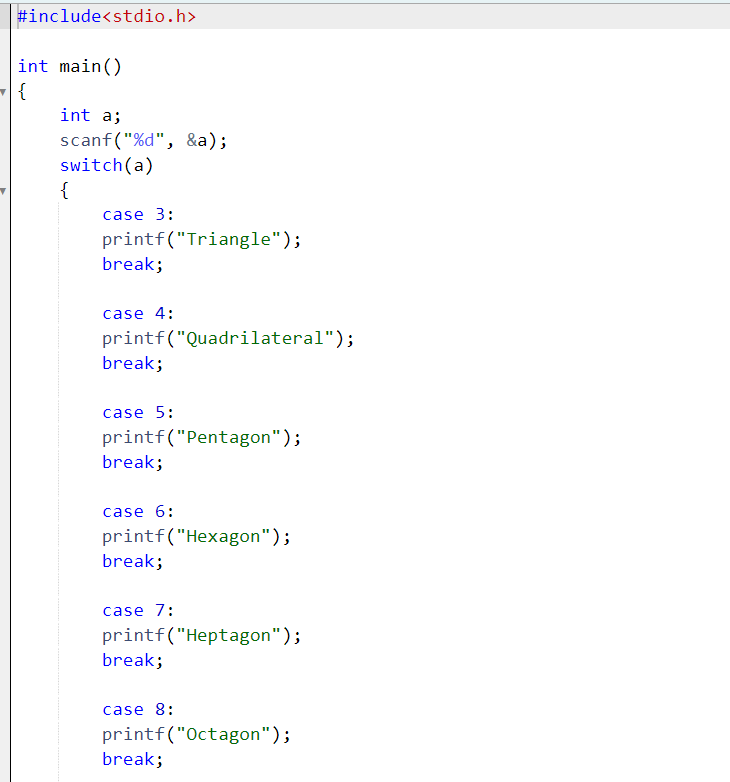 #include<stdio.h>
int main()
{
int a;
scanf("%d", &a);
switch(a)
{
case 3:
printf("Triangle");
break;
case 4:
printf("Quadrilateral");
break;
case 5:
printf("Pentagon");
break;
case 6:
printf("Hexagon");
break;
case 7:
printf("Heptagon");
break;
case 8:
printf("Octagon");
break;